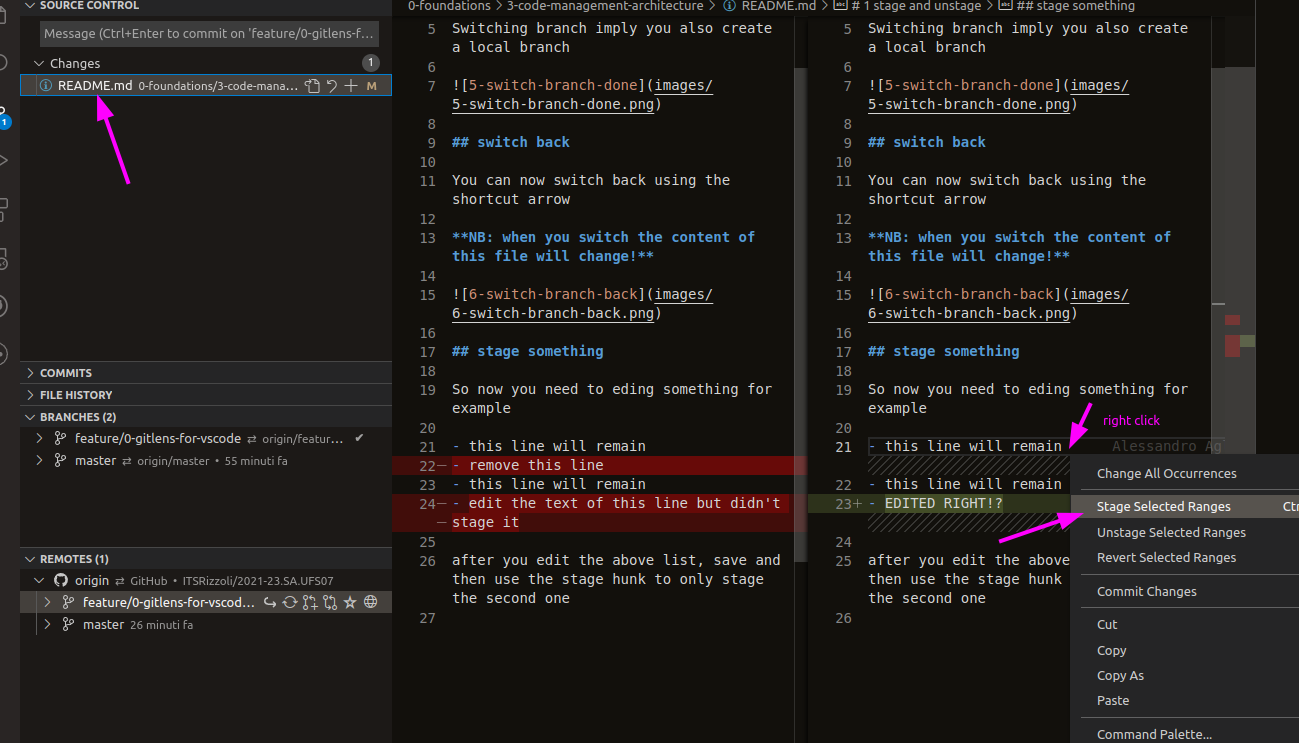 SOURCE CONTROL
Message (Ctrl+Enter to commit on 'feature/0-gitlens-f...
Changes
1
README.md 0-foundations/3-code-mana... M
1
COMMITS
FILE HISTORY
BRANCHES (2)
feature/0-gitlens-for-vscode origin/featur...
master origin/master • 55 minuti fa
REMOTES (1)
origin GitHub • ITSRizzoli/2021-23.SA.UFS07
feature/0-gitlens-for-vscod...
master 26 minuti fa
0-foundations > 3-code-management-architecture > README.md > # 1 stage and unstage > ## stage something
5 Switching branch imply you also create
a local branch
6
7 ![5-switch-branch-done](images/
5-switch-branch-done.png)
8
9 ## switch back
10
11 You can now switch back using the
shortcut arrow
12
13 **NB: when you switch the content of
this file will change!**
14
15 ![6-switch-branch-back](images/
6-switch-branch-back.png)
16
17 ## stage something
18
19 So now you need to eding something for
example
20
21 - this line will remain
22— - remove this line
23 - this line will remain
24— - edit the text of this line but didn't
— stage it
25
26 after you edit the above list, save and
then use the stage hunk to only stage
the second one
27
5 Switching branch imply you also create
a local branch
6
7 ![5-switch-branch-done](images/
5-switch-branch-done.png)
8
9 ## switch back
10
11 You can now switch back using the
shortcut arrow
12
13 **NB: when you switch the content of
this file will change!**
14
15 ![6-switch-branch-back](images/
6-switch-branch-back.png)
16
17 ## stage something
18
19 So now you need to eding something for
example
20
right click
21 - this line will remain Alessandro Ag
22 - this line will remain
23+ - EDITED RIGHT!?
24
25 after you edit the above
then use the stage hunk
the second one
26
Change All Occurrences
Stage Selected Ranges Ctr
Unstage Selected Ranges
Revert Selected Ranges
Commit Changes
Cut
Copy
Copy As
Paste
Command Palette...